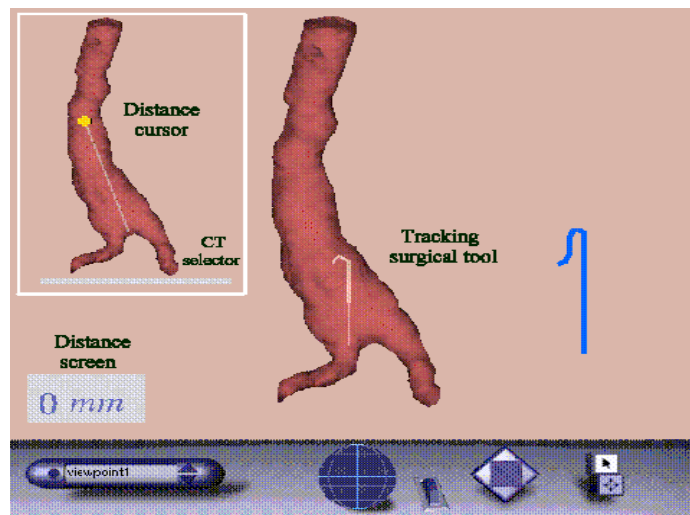 Distance
cursor
CT
selector
Tracking
surgical tool
Distance
screen
0 mm
viewpoint1